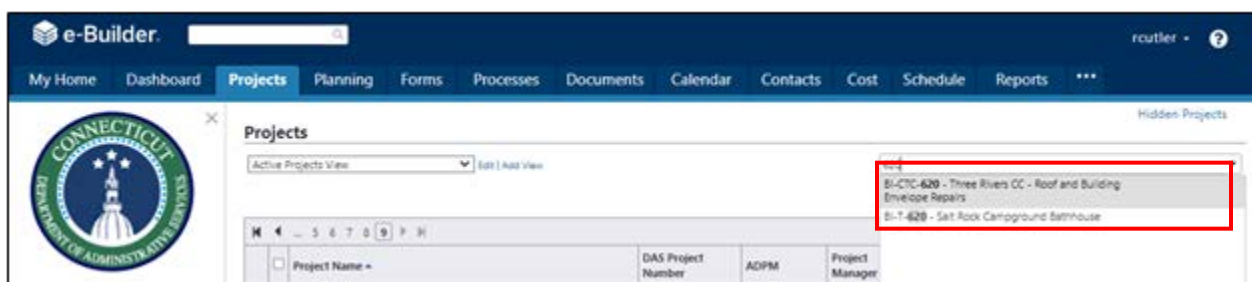 e-Builder.
rcutler
?
My Home Dashboard Projects Planning Forms Processes Documents Calendar Contacts Cost Schedule Reports •••
Hidden Projects
CONNECTICUT
DEPARTMENT OF ADMINISTRATIVE SERVICES
×
Projects
Active Projects View
Edit | Add View
620
BI-CTC-620 - Three Rivers CC - Roof and Building
Envelope Repairs
BI-T-620 - Salt Rock Campground Bathhouse
... 5 6 7 8 9
Project Name
DAS Project
Number
ADPM
Project
Manager